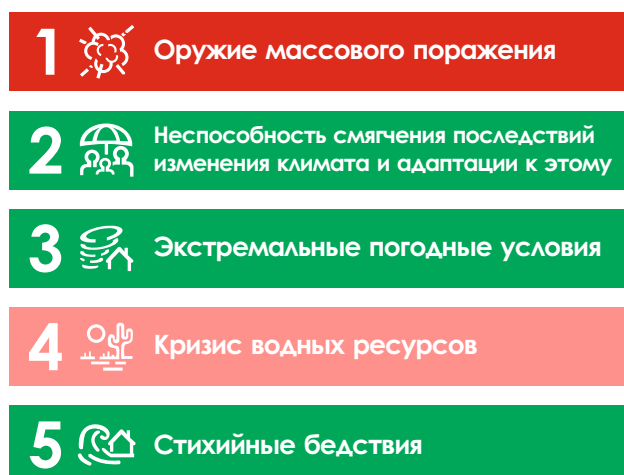 1 Оружие массового поражения
2 Неспособность смягчения последствий
изменения климата и адаптации к этому
3 Экстремальные погодные условия
4 Кризис водных ресурсов
5 Стихийные бедствия